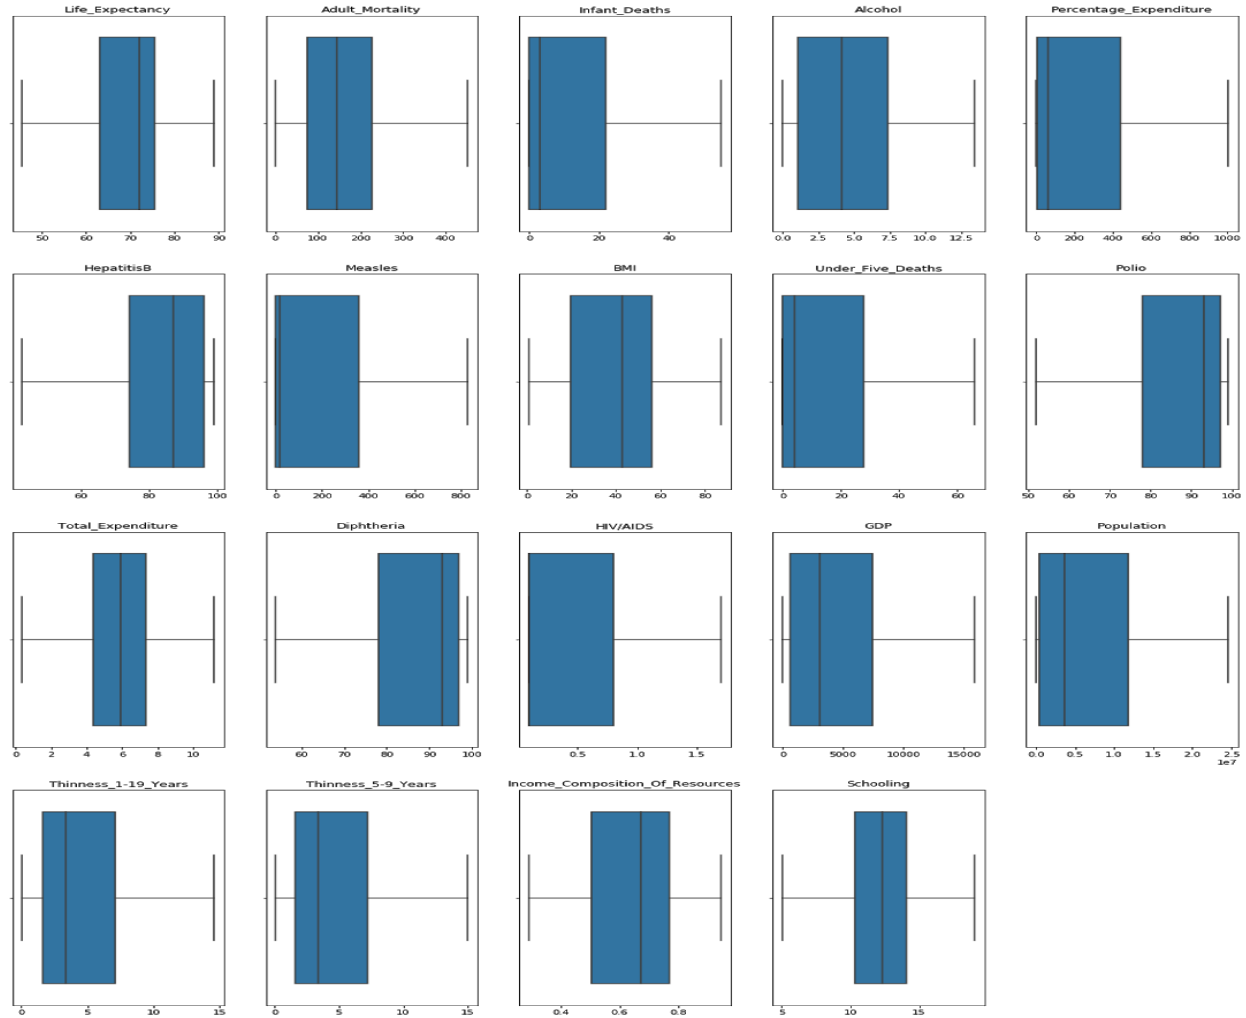 Life_Expectancy Adult_Mortality Infant_Deaths Alcohol Percentage_Expenditure
50 60 70 80 90 0 100 200 300 400 0 20 40 0.0 2.5 5.0 7.5 10.0 12.5 0 200 400 600 800 1000
HepatitisB Measles BMI Under_Five_Deaths Polio
60 80 100 0 200 400 600 800 0 20 40 60 80 0 20 40 60 50 60 70 80 90 100
Total_Expenditure Diphtheria HIV/AIDS GDP Population
0 2 4 6 8 10 60 70 80 90 100 0.5 1.0 1.5 0 5000 10000 15000 0.0 0.5 1.0 1.5 2.0 2.5
1e7
Thinness_1-19_Years Thinness_5-9_Years Income_Composition_Of_Resources Schooling
0 5 10 15 0 5 10 15 0.4 0.6 0.8 5 10 15